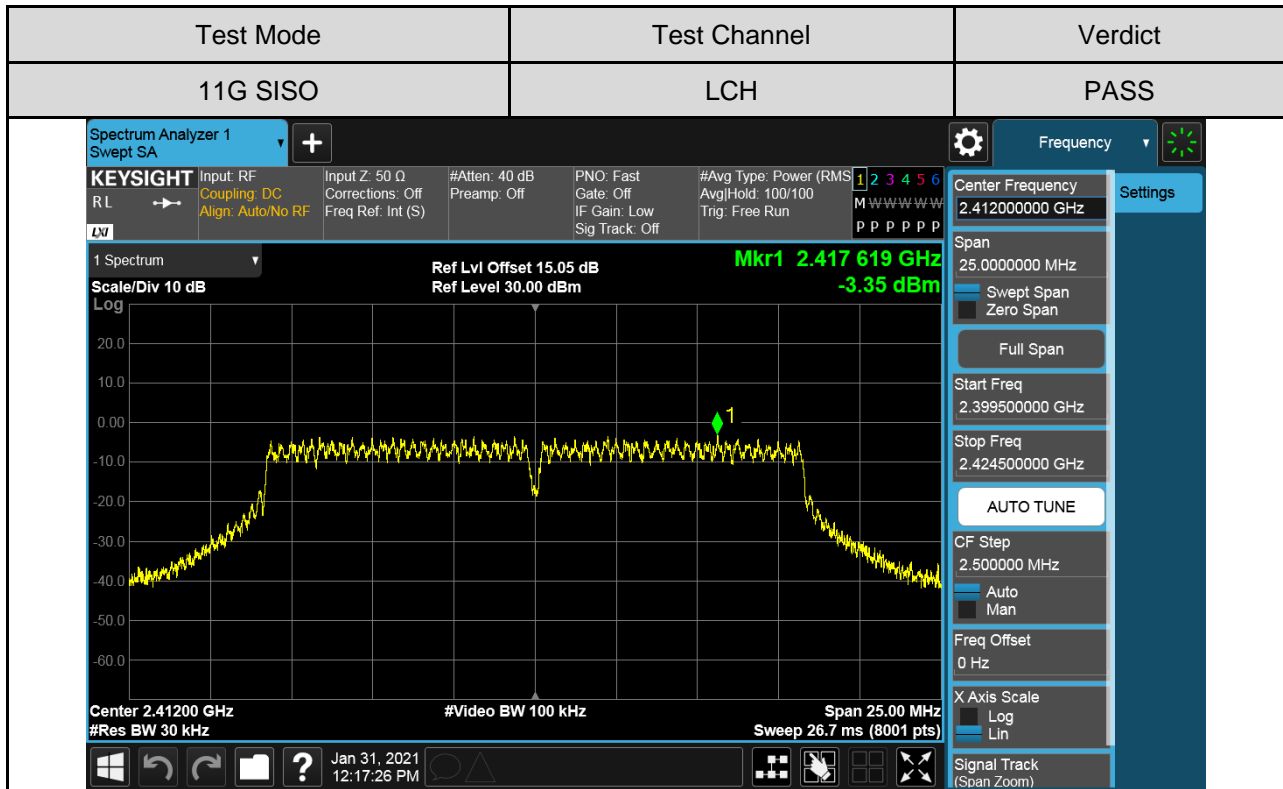 Test Mode Test Channel Verdict
11G SISO LCH PASS
Spectrum Analyzer 1
Swept SA
+
Frequency
KEYSIGHT
RL
LXI
Input: RF
Coupling: DC
Align: Auto/No RF
Input Z: 50 Ω
Corrections: Off
Freq Ref: Int (S)
#Atten: 40 dB
Preamp: Off
PNO: Fast
Gate: Off
IF Gain: Low
Sig Track: Off
#Avg Type: Power (RMS
Avg|Hold: 100/100
Trig: Free Run
1 2 3 4 5 6
M W W W W W
P P P P P P
1 Spectrum
Scale/Div 10 dB
Ref Lvl Offset 15.05 dB
Ref Level 30.00 dBm
Mkr1 2.417 619 GHz
-3.35 dBm
Log
20.0
10.0
0.00
-10.0
-20.0
-30.0
-40.0
-50.0
-60.0
1
Center 2.41200 GHz
#Res BW 30 kHz
#Video BW 100 kHz
Span 25.00 MHz
Sweep 26.7 ms (8001 pts)
?
Jan 31, 2021
12:17:26 PM
Center Frequency
2.412000000 GHz
Settings
Span
25.0000000 MHz
Swept Span
Zero Span
Full Span
Start Freq
2.399500000 GHz
Stop Freq
2.424500000 GHz
AUTO TUNE
CF Step
2.500000 MHz
Auto
Man
Freq Offset
0 Hz
X Axis Scale
Log
Lin
Signal Track
(Span Zoom)